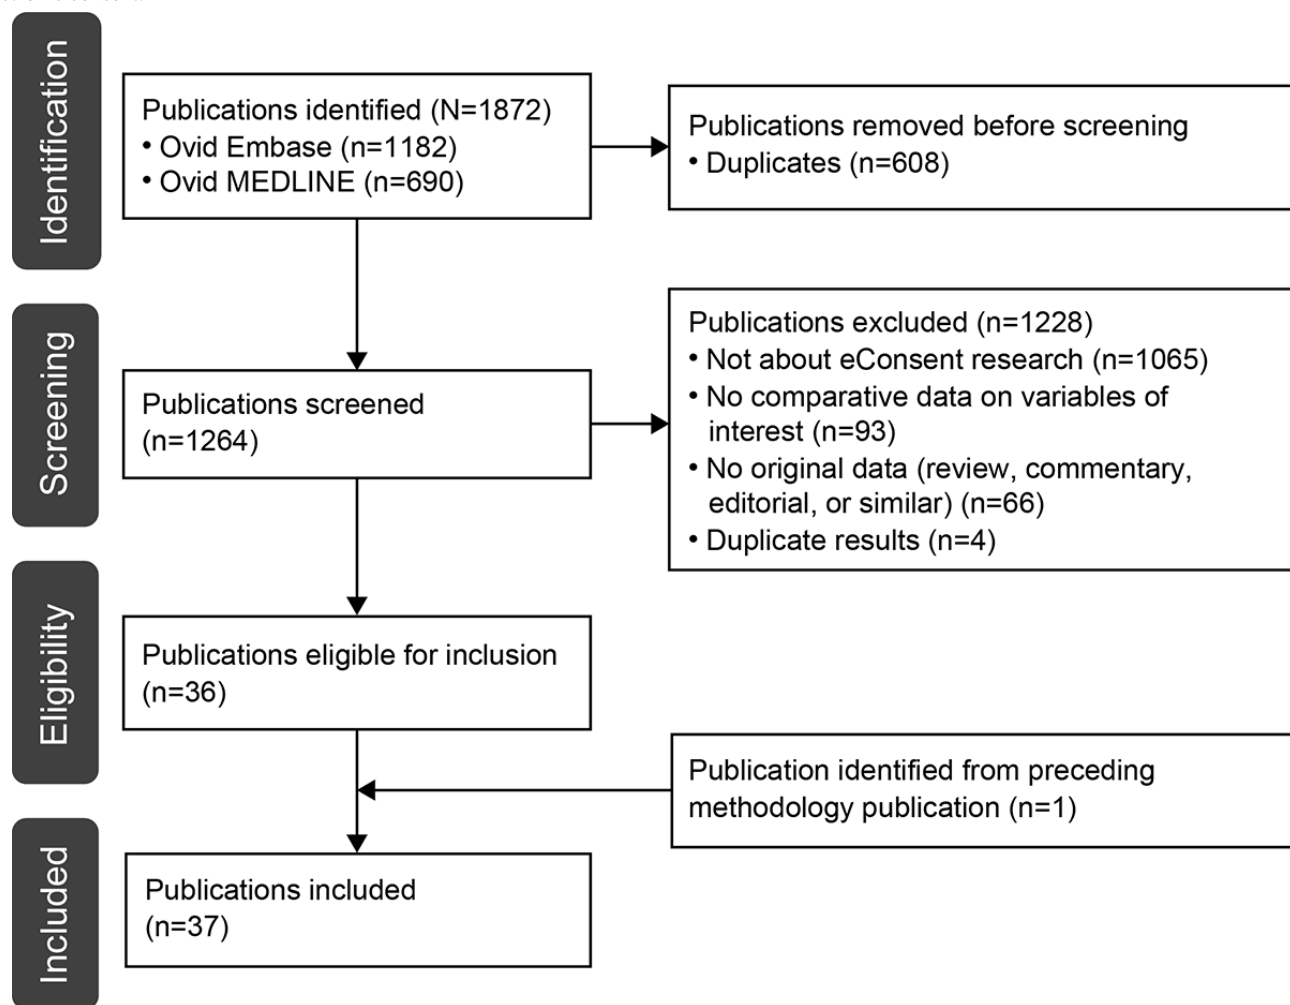 Identification
Publications identified (N=1872)
• Ovid Embase (n=1182)
• Ovid MEDLINE (n=690)
Publications removed before screening
• Duplicates (n=608)
Screening
Publications screened
(n=1264)
Publications excluded (n=1228)
• Not about eConsent research (n=1065)
• No comparative data on variables of
interest (n=93)
• No original data (review, commentary,
editorial, or similar) (n=66)
• Duplicate results (n=4)
Eligibility
Publications eligible for inclusion
(n=36)
Publication identified from preceding
methodology publication (n=1)
Included
Publications included
(n=37)